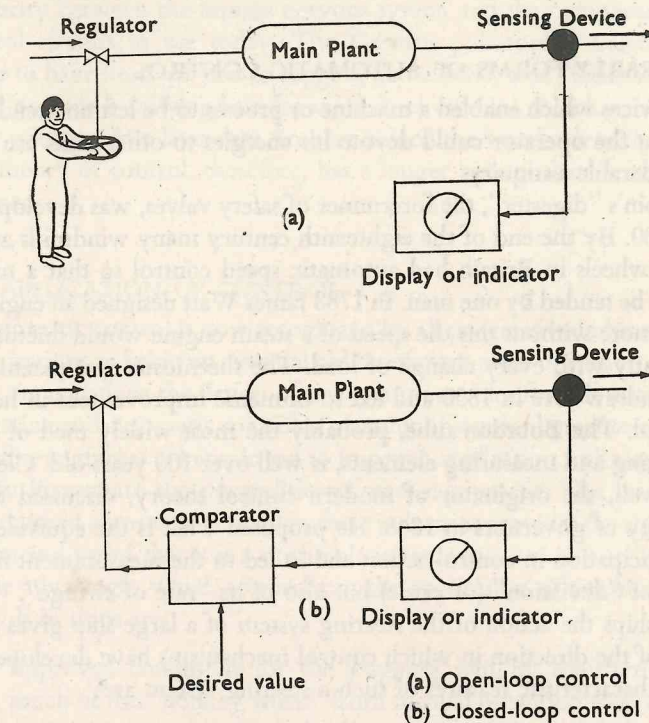 Regulator
Sensing Device
Main Plant
(a)
Display or indicator
Regulator
Sensing Device
Main Plant
Comparator
(b)
Display or indicator.
Desired value
(a) Open-loop control
(b) Closed-loop control